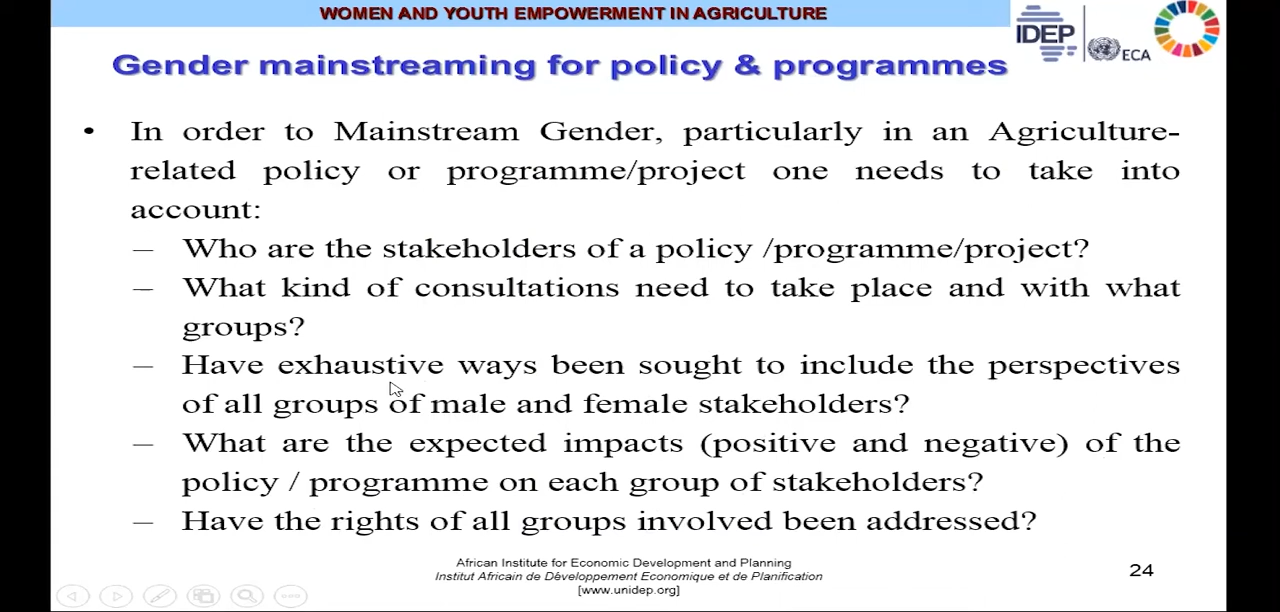 WOMEN AND YOUTH EMPOWERMENT IN AGRICULTURE
IDEP
ECA
Gender mainstreaming for policy & programmes
• In order to Mainstream Gender, particularly in an Agriculture-
related policy or programme/project one needs to take into
account:
– Who are the stakeholders of a policy /programme/project?
– What kind of consultations need to take place and with what
groups?
– Have exhaustive ways been sought to include the perspectives
of all groups of male and female stakeholders?
– What are the expected impacts (positive and negative) of the
policy / programme on each group of stakeholders?
– Have the rights of all groups involved been addressed?
African Institute for Economic Development and Planning
Institut Africain de Développement Economique et de Planification
[www.unidep.org]
24